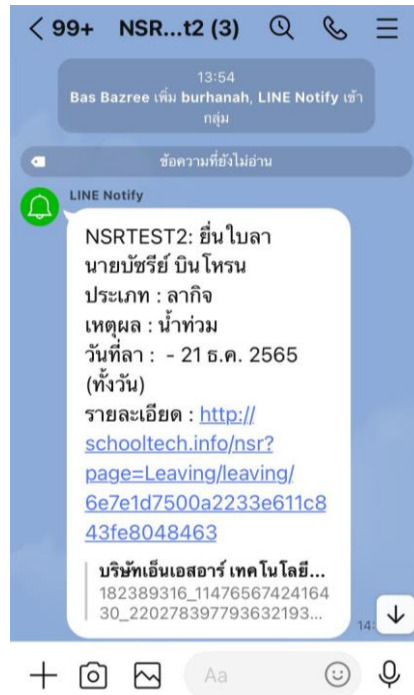 99+ NSR...t2 (3)
13:54
Bas Bazree เพิ่ม burhanah, LINE Notify เข้า
กลุ่ม
ข้อความที่ยังไม่อ่าน
LINE Notify
NSRTEST2: ยื่นใบลา
นายบัซรีย์ บินโหรน
ประเภท : ลากิจ
เหตุผล : น้ำท่วม
วันที่ลา : - 21 ธ.ค. 2565
(ทั้งวัน)
รายละเอียด : http://
schooltech.info/nsr?
page=Leaving/leaving/
6e7e1d7500a2233e611c8
43fe8048463
บริษัทเอ็นเอสอาร์ เทคโนโลยี...
182389316_11476567424164
30_220278397793632193...
14:
Aa